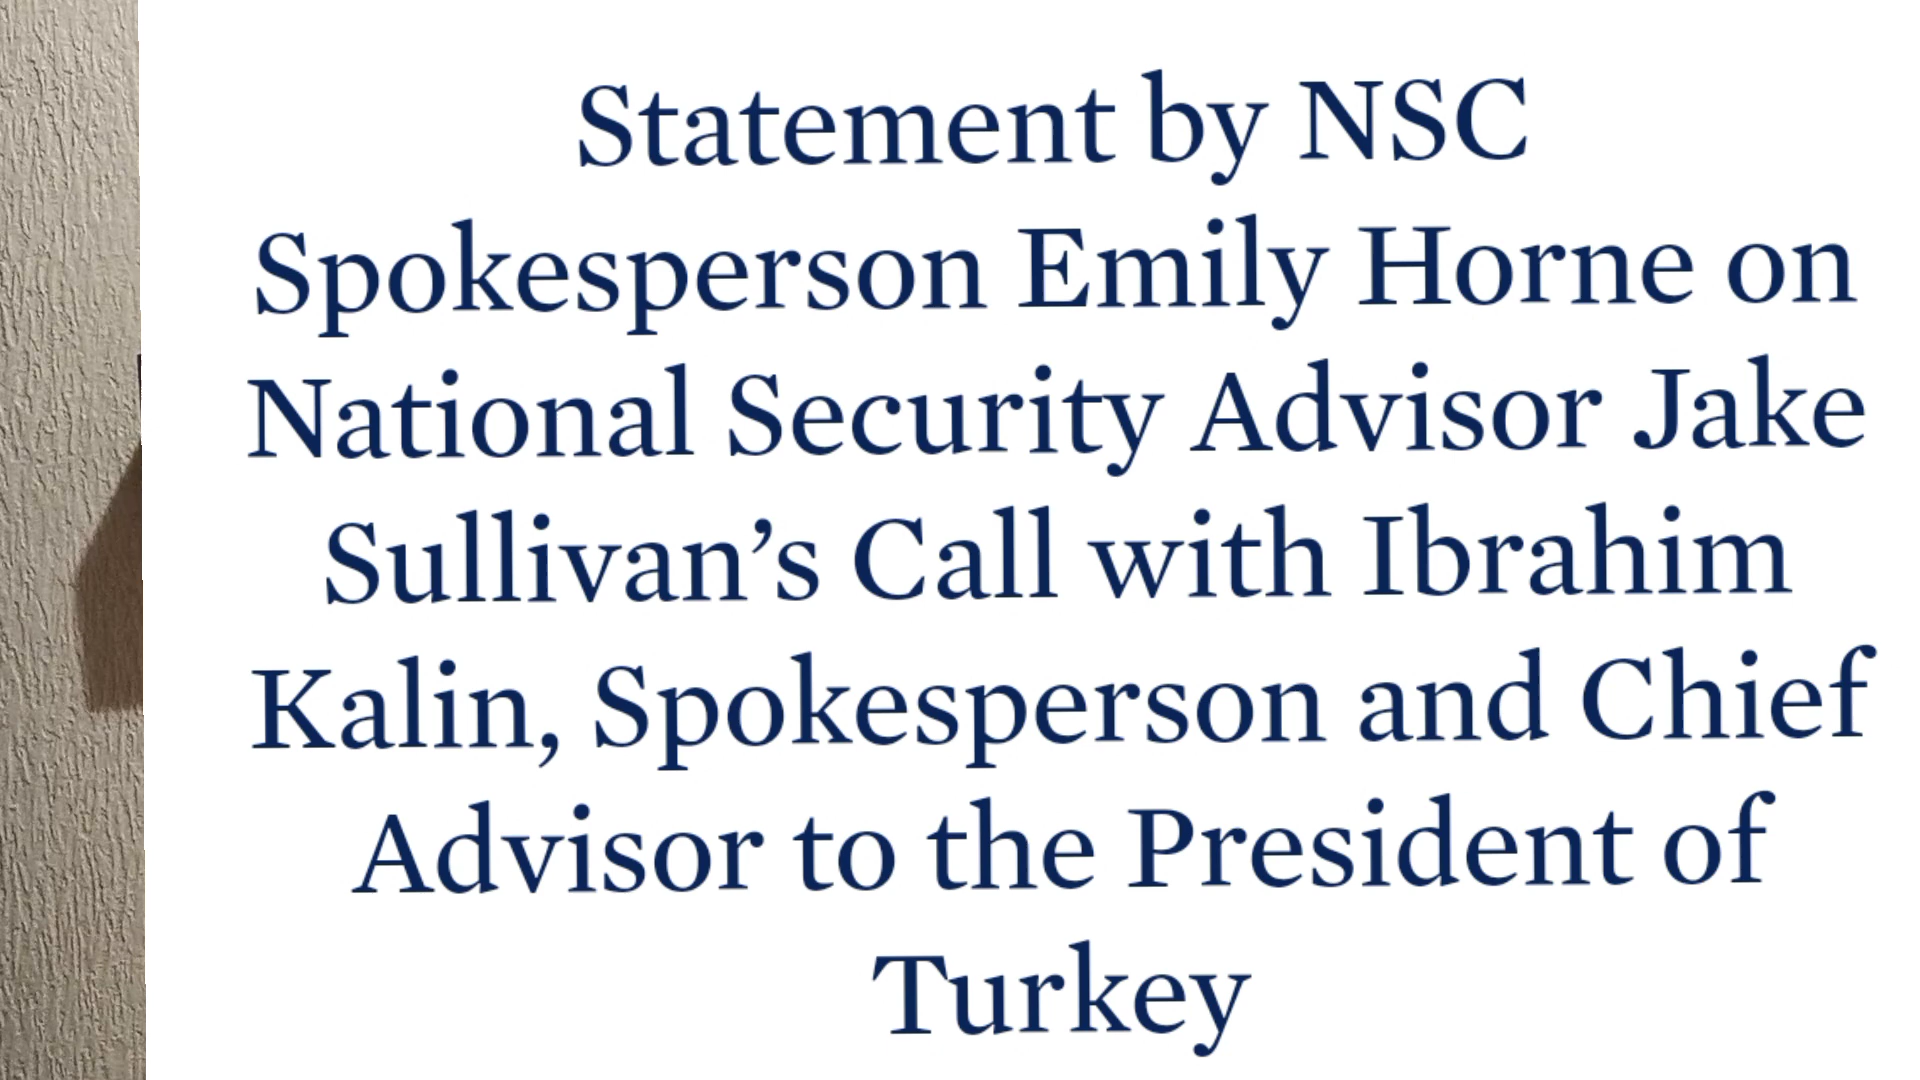 Statement by NSC
Spokesperson Emily Horne on
National Security Advisor Jake
Sullivan’s Call with Ibrahim
Kalin, Spokesperson and Chief
Advisor to the President of
Turkey